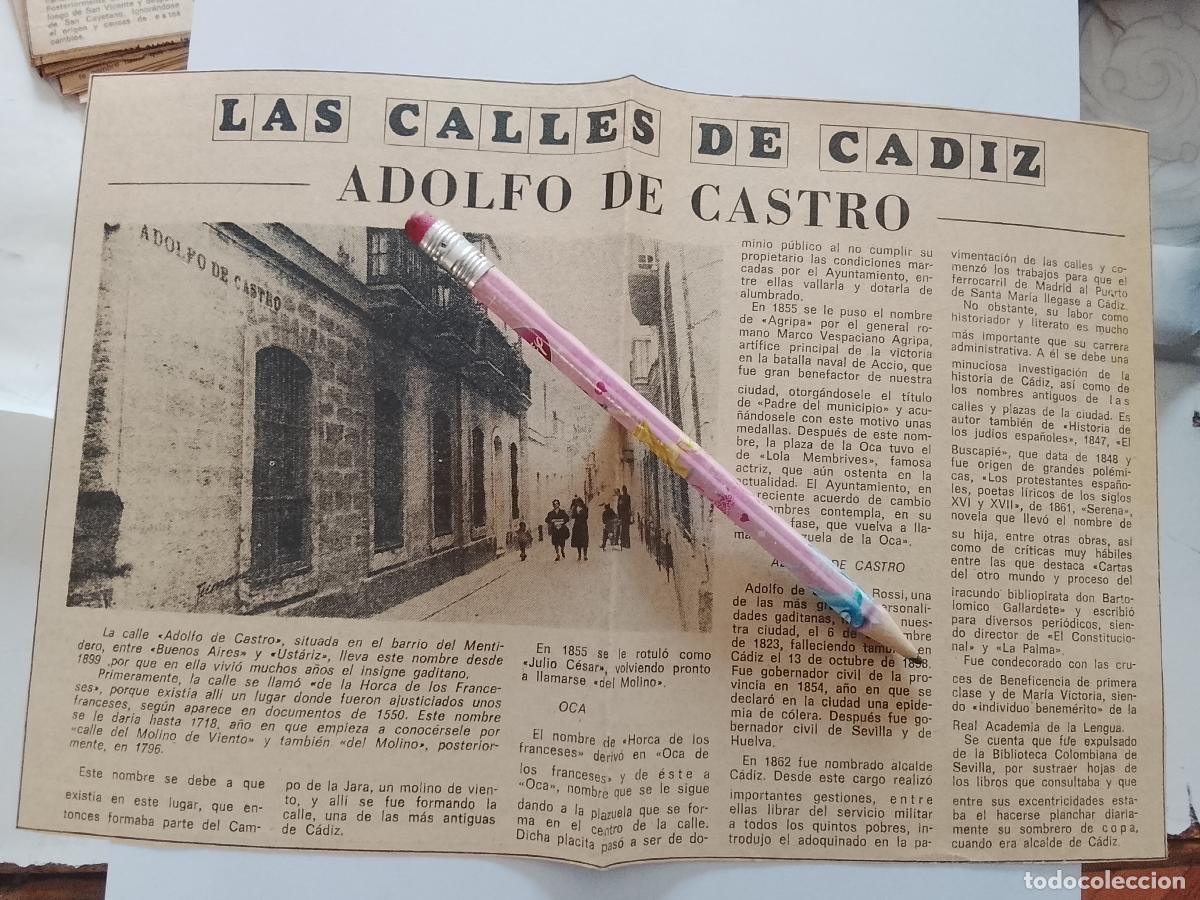 Posteriormente
luego de San Vicente y
de San Cayetano, ignorándose
el origen y causas de estos
cambios.
LAS CALLES DE CADIZ
ADOLFO DE CASTRO
ADOLFO DE CASTRO
La calle «Adolfo de Castro», situada en el barrio del Menti-
dero, entre «Buenos Aires» y «Ustáriz», lleva este nombre desde
1899 por que en ella vivió muchos años el insigne gaditano.
Primeramente, la calle se llamó «de la Horca de los France-
ses», porque existía allí un lugar donde fueron ajusticiados unos
franceses, según aparece en documentos de 1550. Este nombre
se le daría hasta 1718, año en que empieza a conocérsele por
«calle del Molino de Viento» y también «del Molino», posterior-
mente, en 1796.
Este nombre se debe a que
existía en este lugar, que en-
tonces formaba parte del Cam-
po de la Jara, un molino de vien-
to, y allí se fue formando la
calle, una de las más antiguas
de Cádiz.
En 1855 se le rotuló como
«Julio César», volviendo pronto
a llamarse «del Molino».
OCA
El nombre de «Horca de los
franceses» derivó en «Oca de
los franceses» y de éste a
«Oca», nombre que se le sigue
dando a la plazuela que se for-
ma en el centro de la calle.
Dicha placita pasó a ser de do-
minio público al no cumplir su
propietario las condiciones mar-
cadas por el Ayuntamiento, en-
tre ellas vallarla y dotarla de
alumbrado.
En 1855 se le puso el nombre
de «Agripa» por el general ro-
mano Marco Vespaciano Agripa,
artífice principal de la victoria
en la batalla naval de Accio, que
fue gran benefactor de nuestra
ciudad, otorgándosele el título
de «Padre del municipio» y acu-
ñándosele con este motivo unas
medallas. Después de este nom-
bre, la plaza de la Oca tuvo el
de «Lola Membrives», famosa
actriz, que aún ostenta en la
actualidad. El Ayuntamiento, en
reciente acuerdo de cambio
ombres contempla, en su
fase, que vuelva a lla-
ma zuela de la Oca».
DE CASTRO
Adolfo de Rossi, una
de las más ersonali-
dades gaditanas, nues-
tra ciudad, el 6 de mbre
de 1823, falleciendo también en
Cádiz el 13 de octubre de 1898.
Fue gobernador civil de la pro-
vincia en 1854, año en que se
declaró en la ciudad una epide-
mia de cólera. Después fue go-
bernador civil de Sevilla y de
Huelva.
En 1862 fue nombrado alcalde
Cádiz. Desde este cargo realizó
importantes gestiones, entre
ellas librar del servicio militar
a todos los quintos pobres, in-
trodujo el adoquinado en la pa-
vimentación de las calles y co-
menzó los trabajos para que el
ferrocarril de Madrid al Puerto
de Santa María llegase a Cádiz.
No obstante, su labor como
historiador y literato es mucho
más importante que su carrera
administrativa. A él se debe una
minuciosa investigación de la
historia de Cádiz, así como de
los nombres antiguos de las
calles y plazas de la ciudad. Es
autor también de «Historia de
los judíos españoles», 1847, «El
Buscapié», que data de 1848 y
fue origen de grandes polémi-
cas, «Los protestantes españo-
les, poetas líricos de los siglos
XVI y XVII», de 1861, «Serena»,
novela que llevó el nombre de
su hija, entre otras obras, así
como de críticas muy hábiles
entre las que destaca «Cartas
del otro mundo y proceso del
iracundo bibliopirata don Barto-
lomico Gallardete» y escribió
para diversos periódicos, sien-
do director de «El Constitucio-
nal» y «La Palma».
Fue condecorado con las cru-
ces de Beneficencia de primera
clase y de María Victoria, sien-
do «individuo benemérito» de la
Real Academia de la Lengua.
Se cuenta que fue expulsado
de la Biblioteca Colombiana de
Sevilla, por sustraer hojas de
los libros que consultaba y que
entre sus excentricidades esta-
ba el hacerse planchar diaria-
mente su sombrero de copa,
cuando era alcalde de Cádiz.
todocoleccion